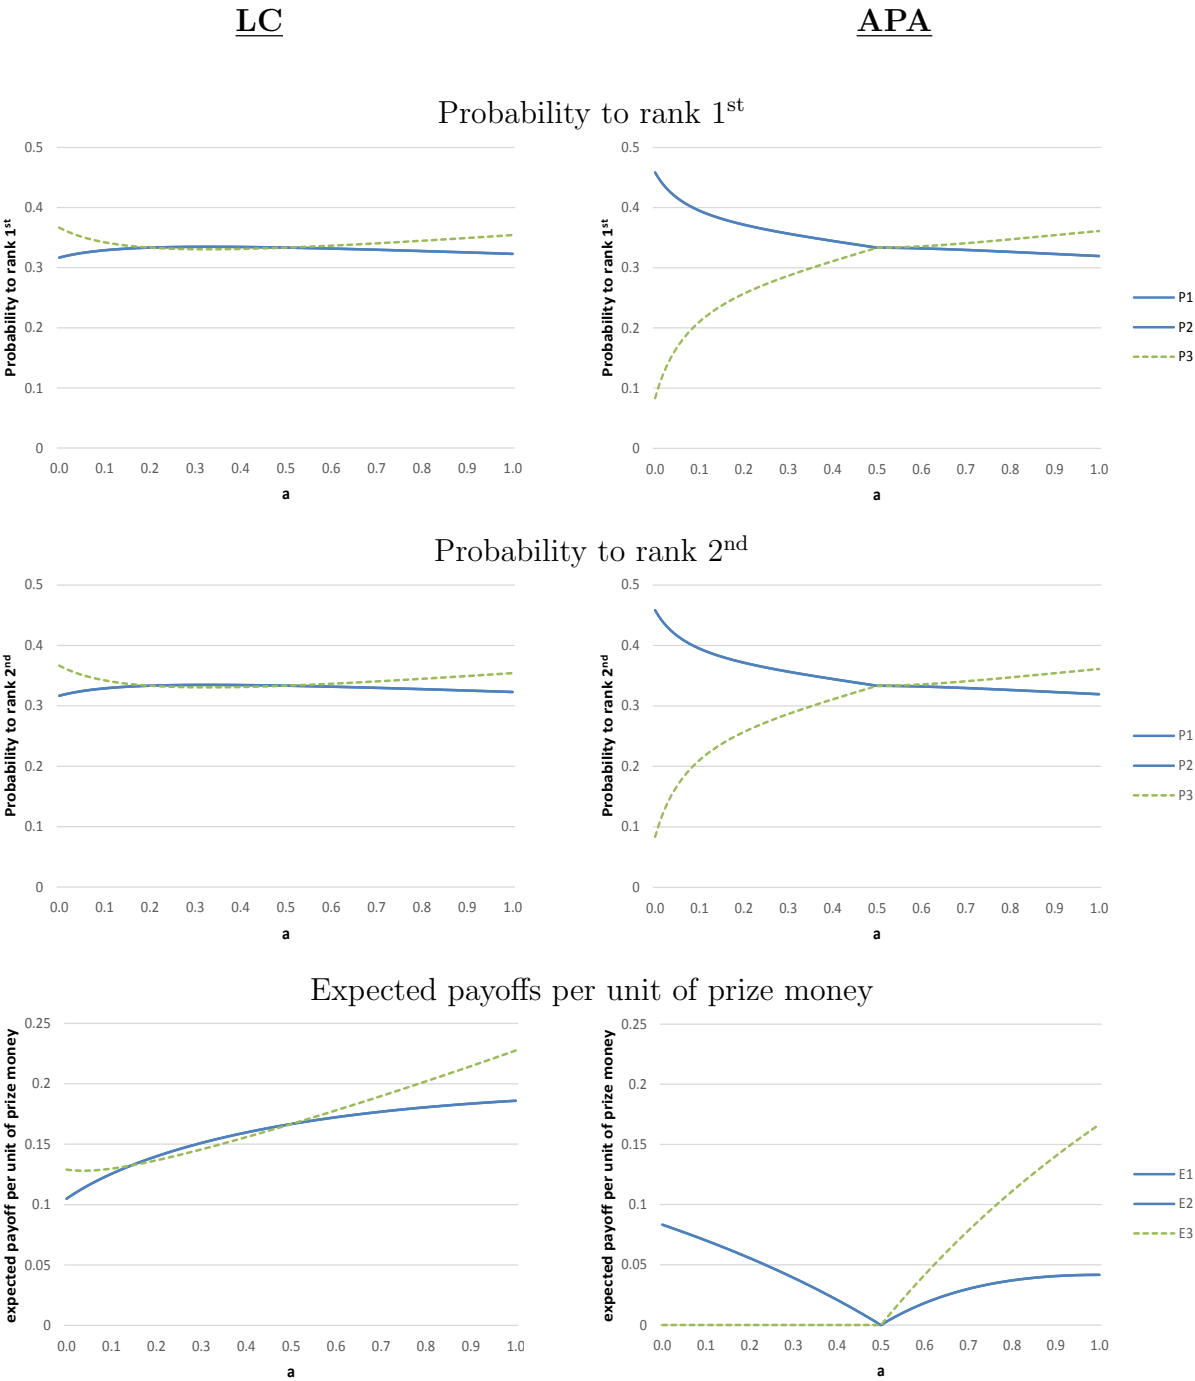 LC APA
Probability to rank 1st
Probability to rank 1st
0.5
0.4
0.3
0.2
0.1
0
0.0 0.1 0.2 0.3 0.4 0.5 0.6 0.7 0.8 0.9 1.0
a
Probability to rank 1st
0.5
0.4
0.3
0.2
0.1
0
0.0 0.1 0.2 0.3 0.4 0.5 0.6 0.7 0.8 0.9 1.0
a
P1
P2
P3
Probability to rank 2nd
Probability to rank 2nd
0.5
0.4
0.3
0.2
0.1
0
0.0 0.1 0.2 0.3 0.4 0.5 0.6 0.7 0.8 0.9 1.0
a
Probability to rank 2nd
0.5
0.4
0.3
0.2
0.1
0
0.0 0.1 0.2 0.3 0.4 0.5 0.6 0.7 0.8 0.9 1.0
a
P1
P2
P3
Expected payoffs per unit of prize money
expected payoff per unit of prize money
0.25
0.2
0.15
0.1
0.05
0
0.0 0.1 0.2 0.3 0.4 0.5 0.6 0.7 0.8 0.9 1.0
a
expected payoff per unit of prize money
0.25
0.2
0.15
0.1
0.05
0
0.0 0.1 0.2 0.3 0.4 0.5 0.6 0.7 0.8 0.9 1.0
a
E1
E2
E3